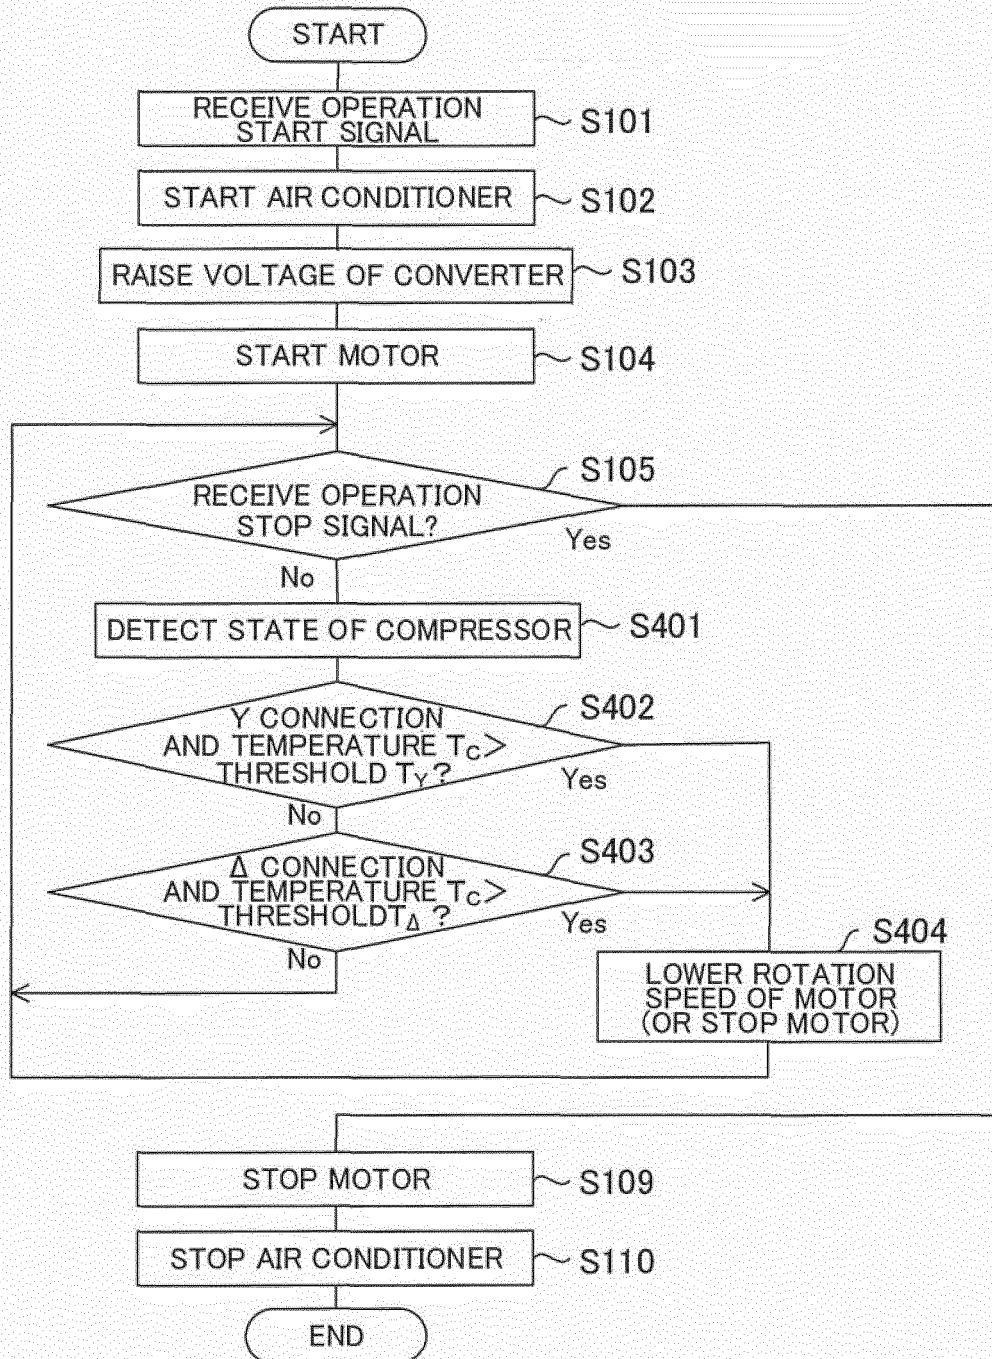 START
RECEIVE OPERATION
START SIGNAL
S101
START AIR CONDITIONER
S102
RAISE VOLTAGE OF CONVERTER
S103
START MOTOR
S104
S105
RECEIVE OPERATION
STOP SIGNAL?
Yes
No
DETECT STATE OF COMPRESSOR
S401
S402
Y CONNECTION
AND TEMPERATURE TC>
THRESHOLD TY?
Yes
No
S403
Δ CONNECTION
AND TEMPERATURE TC>
THRESHOLDTΔ ?
Yes
No
S404
LOWER ROTATION
SPEED OF MOTOR
(OR STOP MOTOR)
STOP MOTOR
S109
STOP AIR CONDITIONER
S110
END